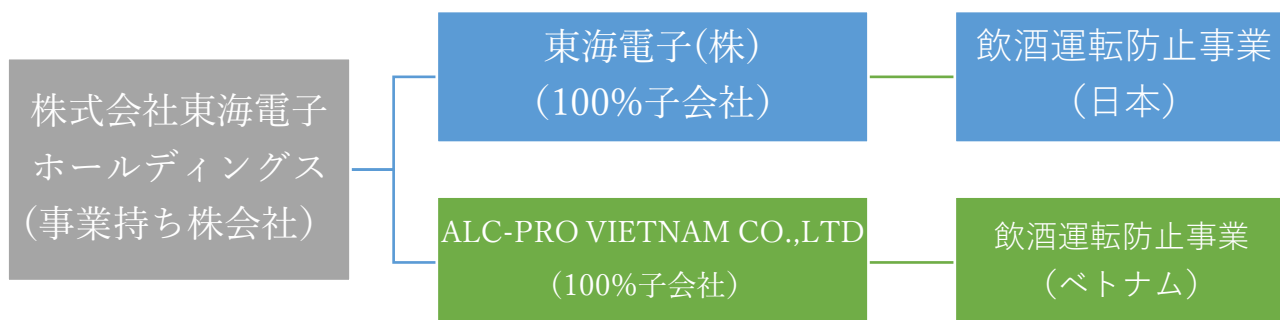 株式会社東海電子
ホールディングス
(事業持ち株会社）
東海電子(株)
（100%子会社）
飲酒運転防止事業
（日本）
ALC-PRO VIETNAM CO.,LTD
（100%子会社）
飲酒運転防止事業
（ベトナム）